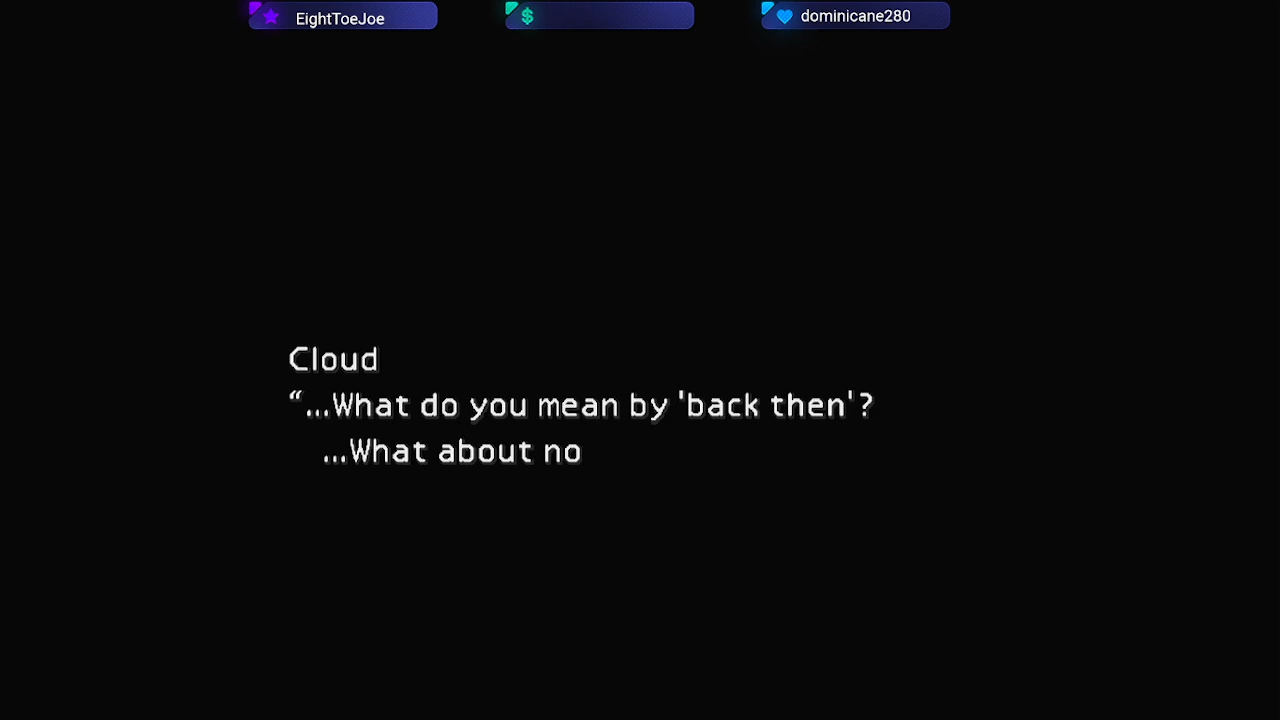 EightToeJoe
$
dominicane280
Cloud
“...What do you mean by 'back then'?
...What about no